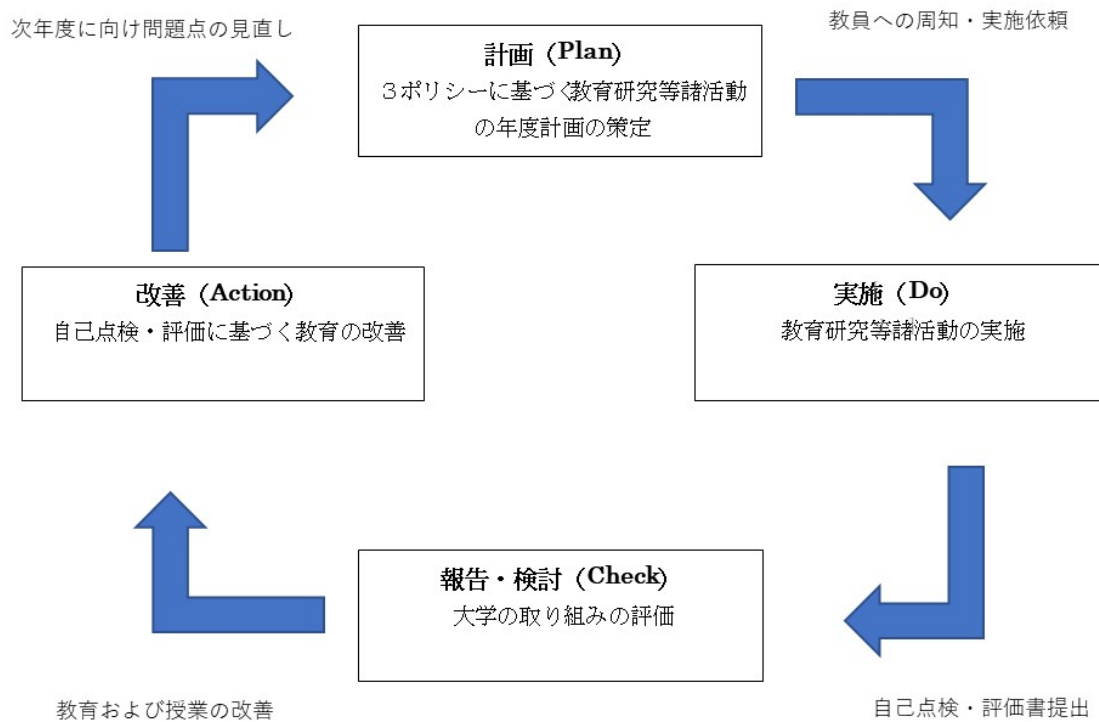 次年度に向け問題点の見直し
教員への周知・実施依頼
計画（Plan）
３ポリシーに基づく教育研究等諸活動
の年度計画の策定
改善（Action）
自己点検・評価に基づく教育の改善
実施（Do）
教育研究等諸活動の実施
報告・検討（Check）
大学の取り組みの評価
教育および授業の改善
自己点検・評価書提出